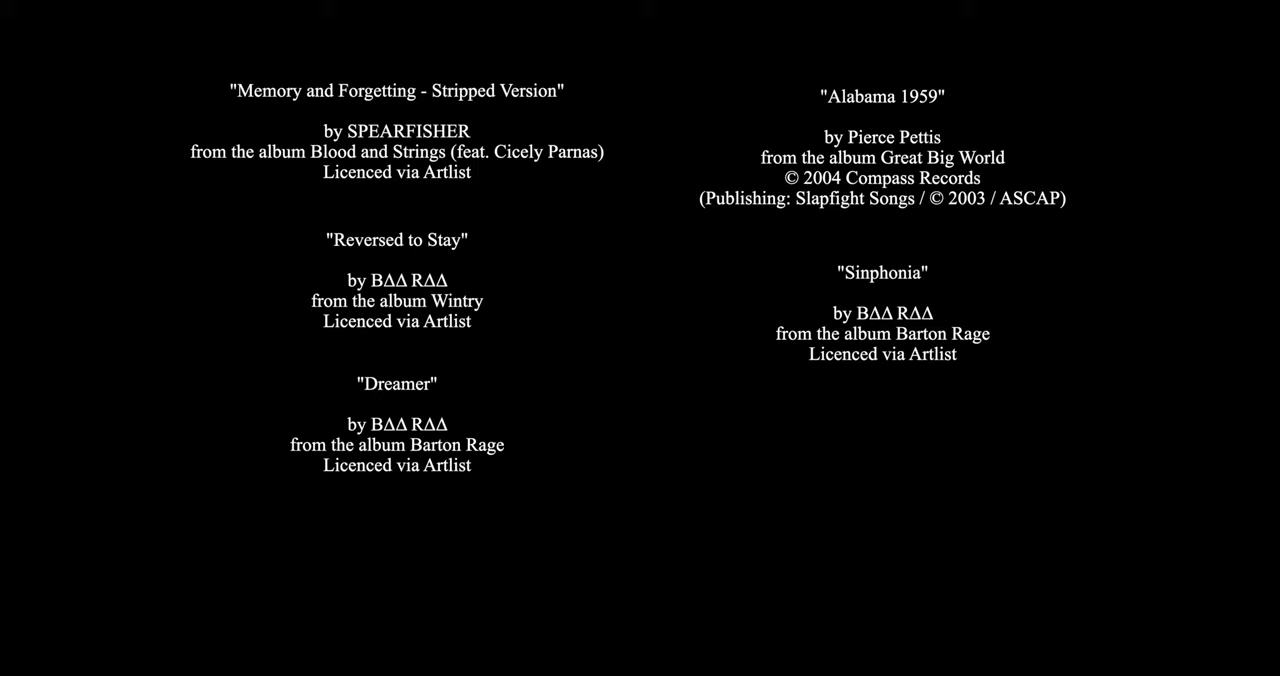 "Memory and Forgetting - Stripped Version"
by SPEARFISHER
from the album Blood and Strings (feat. Cicely Parnas)
Licenced via Artlist
"Reversed to Stay"
by BΔΔ RΔΔ
from the album Wintry
Licenced via Artlist
"Dreamer"
by BΔΔ RΔΔ
from the album Barton Rage
Licenced via Artlist
"Alabama 1959"
by Pierce Pettis
from the album Great Big World
© 2004 Compass Records
(Publishing: Slapfight Songs / © 2003 / ASCAP)
"Sinphonia"
by BΔΔ RΔΔ
from the album Barton Rage
Licenced via Artlist